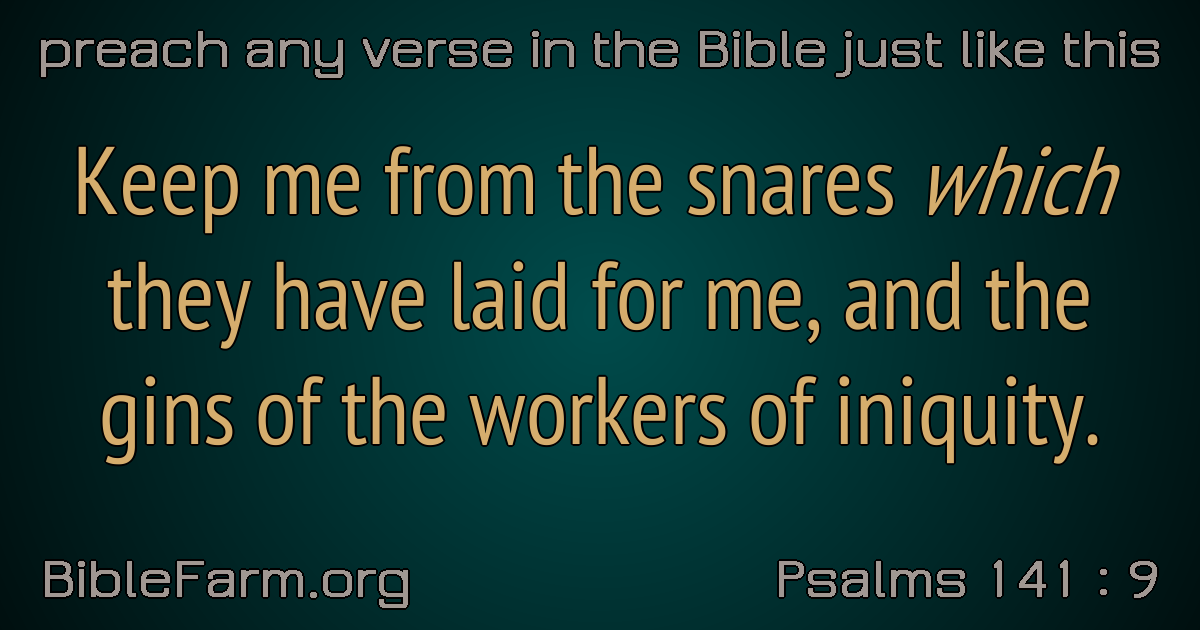 preach any verse in the Bible just like this
Keep me from the snares which
they have laid for me, and the
gins of the workers of iniquity.
BibleFarm.org
Psalms 141 : 9